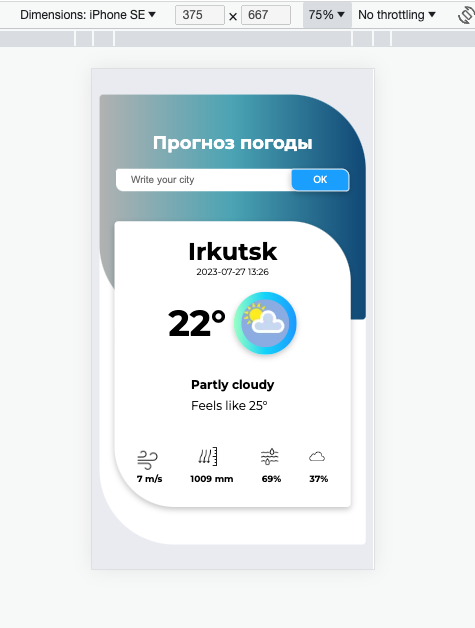 Dimensions: iPhone SE ▼ 375 × 667 75% ▼ No throttling ▼
Прогноз погоды
Write your city OK
Irkutsk
2023-07-27 13:26
22°
Partly cloudy
Feels like 25°
7 m/s 1009 mm 69% 37%